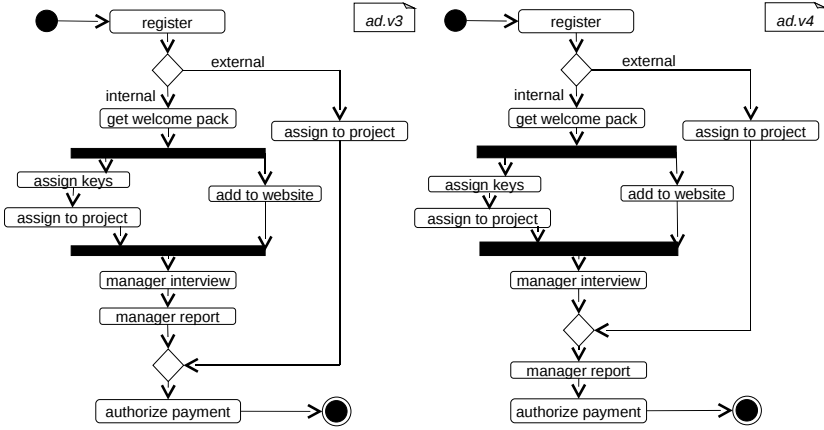 register
ad.v3
external
internal
get welcome pack
assign to project
assign keys
add to website
assign to project
manager interview
manager report
authorize payment
register
ad.v4
external
internal
get welcome pack
assign to project
assign keys
add to website
assign to project
manager interview
manager report
authorize payment